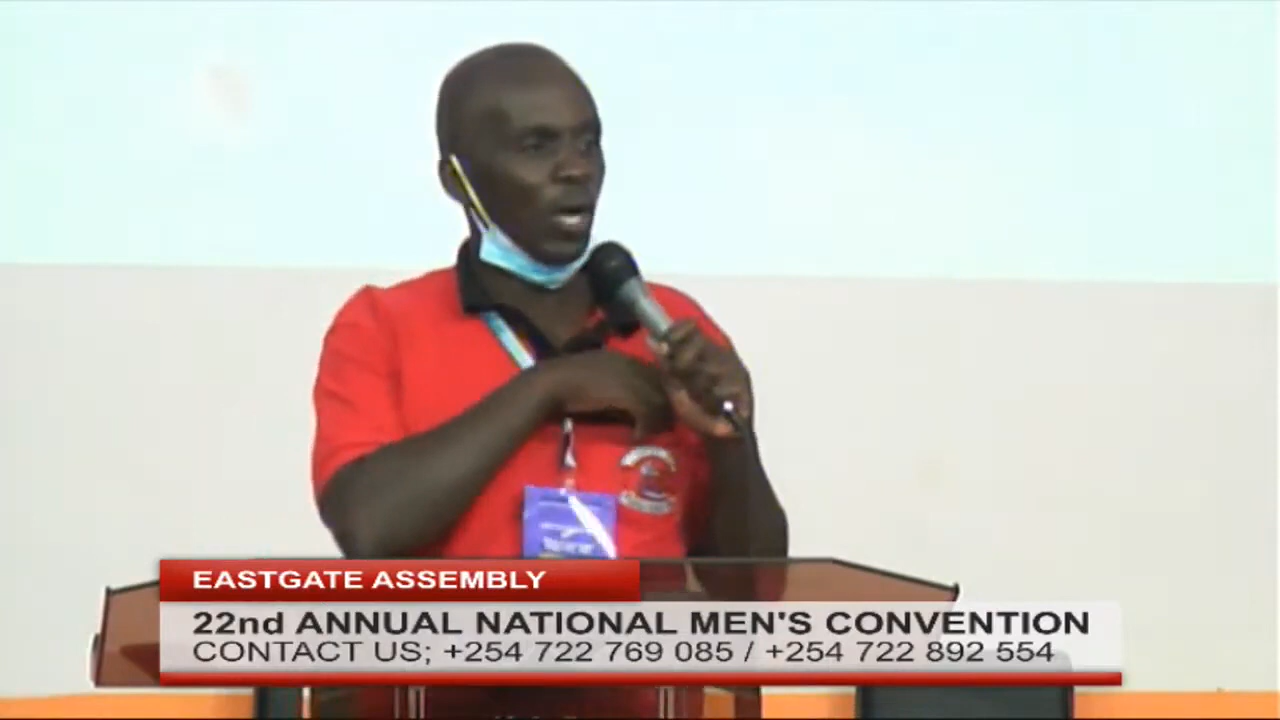 EASTGATE ASSEMBLY
22nd ANNUAL NATIONAL MEN'S CONVENTION
CONTACT US; +254 722 769 085 / +254 722 892 554